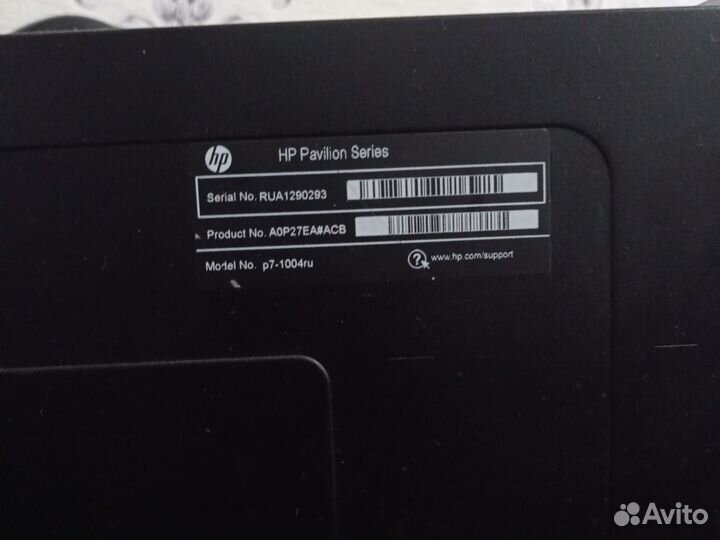 hp HP Pavilion Series
Serial No. RUA1290293
Product No. A0P27EA#ACB
Model No. p7-1004ru
? www.hp.com/support
Avito